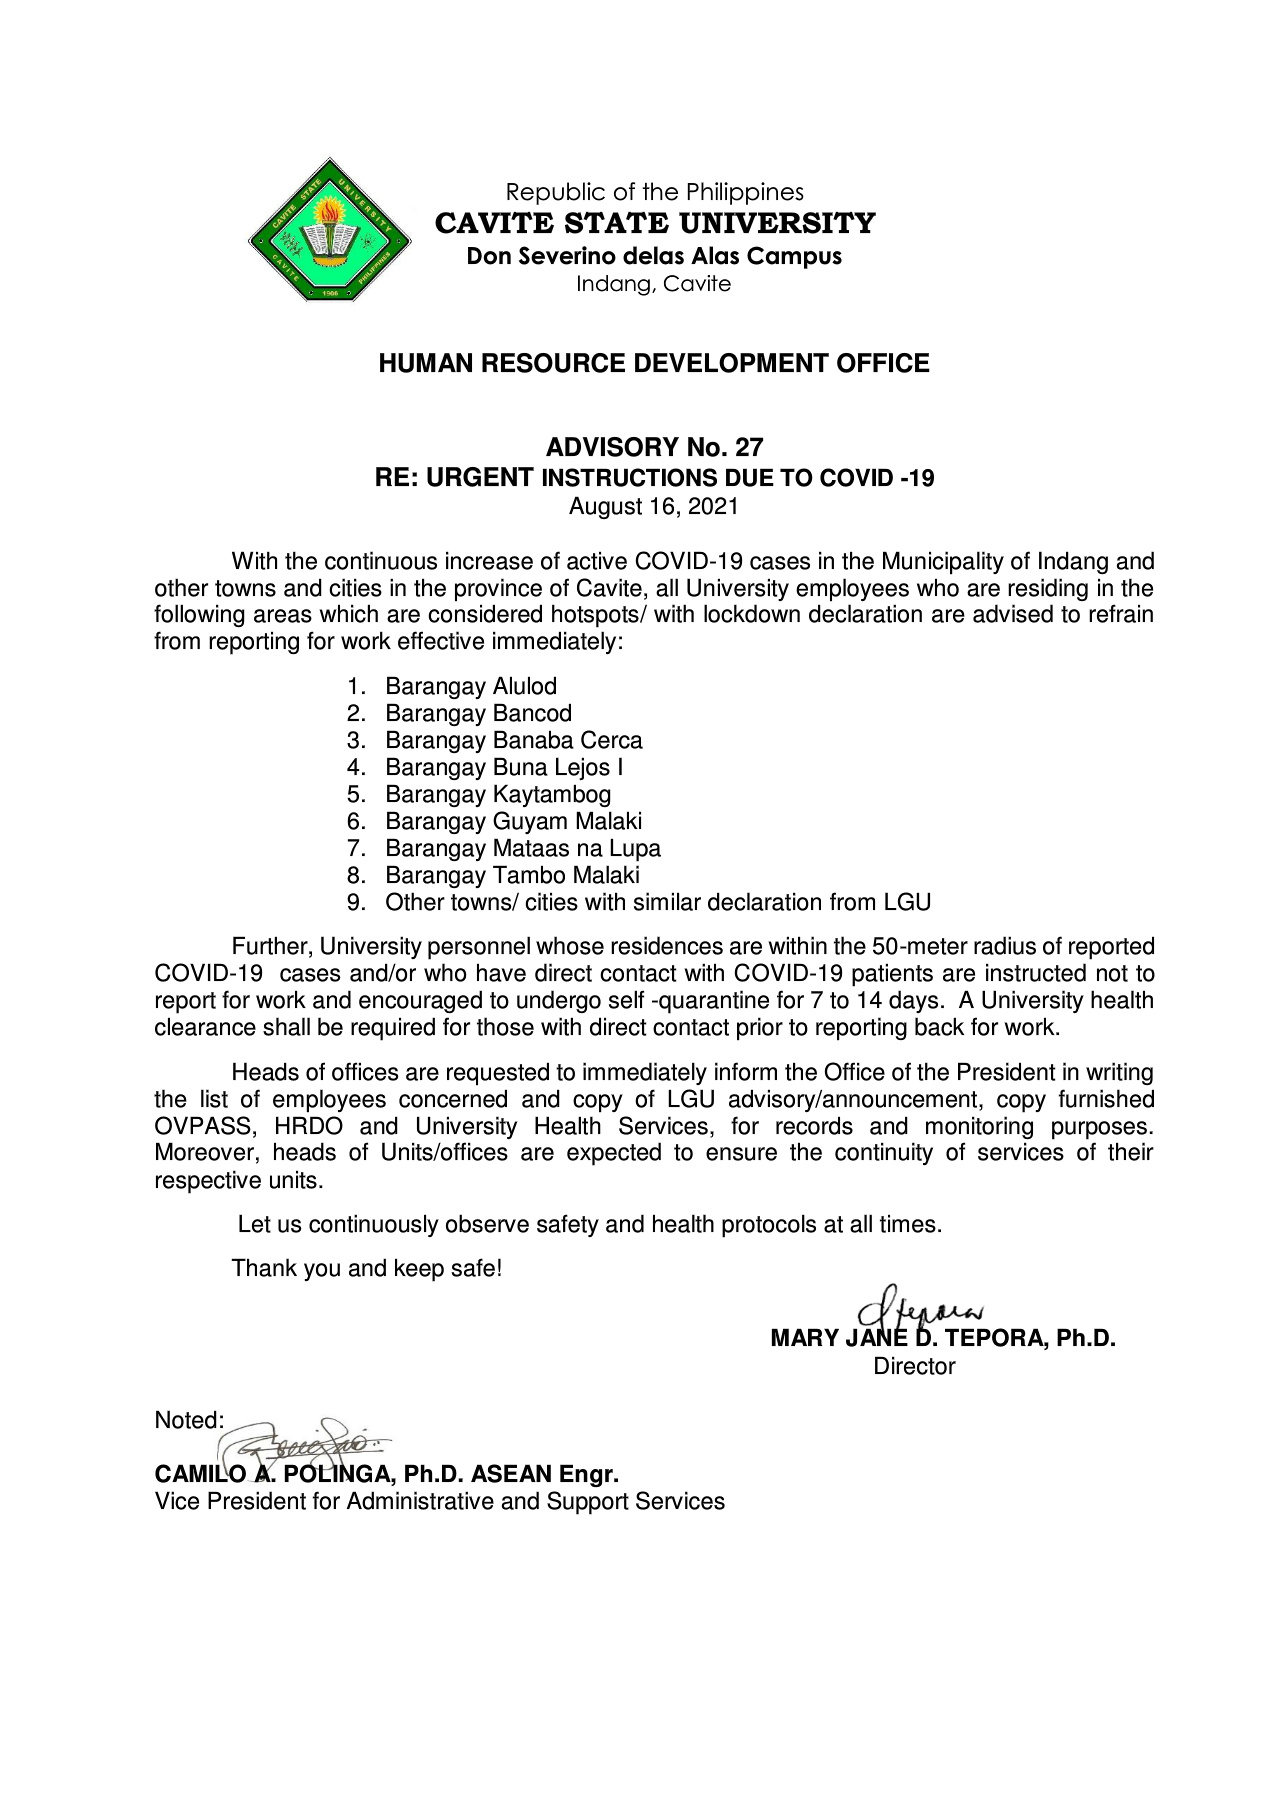 CAVITE STATE UNIVERSITY
CAVITE PHILIPPINES
1906
Republic of the Philippines
CAVITE STATE UNIVERSITY
Don Severino delas Alas Campus
Indang, Cavite
HUMAN RESOURCE DEVELOPMENT OFFICE
ADVISORY No. 27
RE: URGENT INSTRUCTIONS DUE TO COVID -19
August 16, 2021
With the continuous increase of active COVID-19 cases in the Municipality of Indang and
other towns and cities in the province of Cavite, all University employees who are residing in the
following areas which are considered hotspots/ with lockdown declaration are advised to refrain
from reporting for work effective immediately:
1. Barangay Alulod
2. Barangay Bancod
3. Barangay Banaba Cerca
4. Barangay Buna Lejos I
5. Barangay Kaytambog
6. Barangay Guyam Malaki
7. Barangay Mataas na Lupa
8. Barangay Tambo Malaki
9. Other towns/ cities with similar declaration from LGU
Further, University personnel whose residences are within the 50-meter radius of reported
COVID-19 cases and/or who have direct contact with COVID-19 patients are instructed not to
report for work and encouraged to undergo self -quarantine for 7 to 14 days. A University health
clearance shall be required for those with direct contact prior to reporting back for work.
Heads of offices are requested to immediately inform the Office of the President in writing
the list of employees concerned and copy of LGU advisory/announcement, copy furnished
OVPASS, HRDO and University Health Services, for records and monitoring purposes.
Moreover, heads of Units/offices are expected to ensure the continuity of services of their
respective units.
Let us continuously observe safety and health protocols at all times.
Thank you and keep safe!
MARY JANE D. TEPORA, Ph.D.
Director
Noted:
CAMILO A. POLINGA, Ph.D. ASEAN Engr.
Vice President for Administrative and Support Services